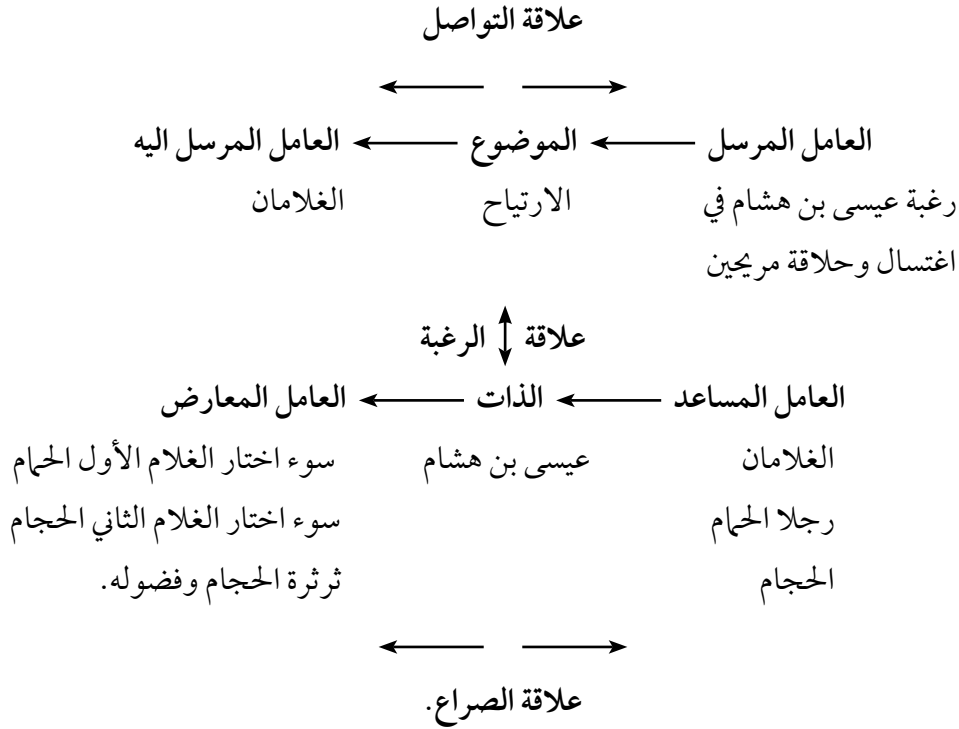 علاقة التواصل
العامل المرسل الموضوع العامل المرسل اليه
رغبة عيسى بن هشام في الارتياح الغلامان
اغتسال وحلاقة مريحين
علاقة الرغبة
العامل المساعد الذات العامل المعارض
الغلامان عيسى بن هشام سوء اختار الغلام الأول الحمام
رجلا الحمام سوء اختار الغلام الثاني الحجام
الحجام ثرثرة الحجام وفضوله.
علاقة الصراع.